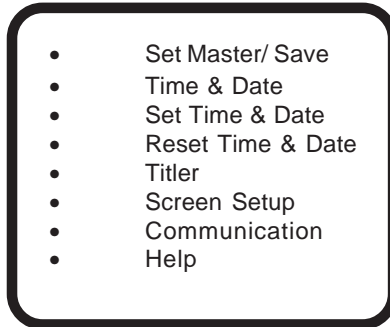 • Set Master/ Save
• Time & Date
• Set Time & Date
• Reset Time & Date
• Titler
• Screen Setup
• Communication
• Help